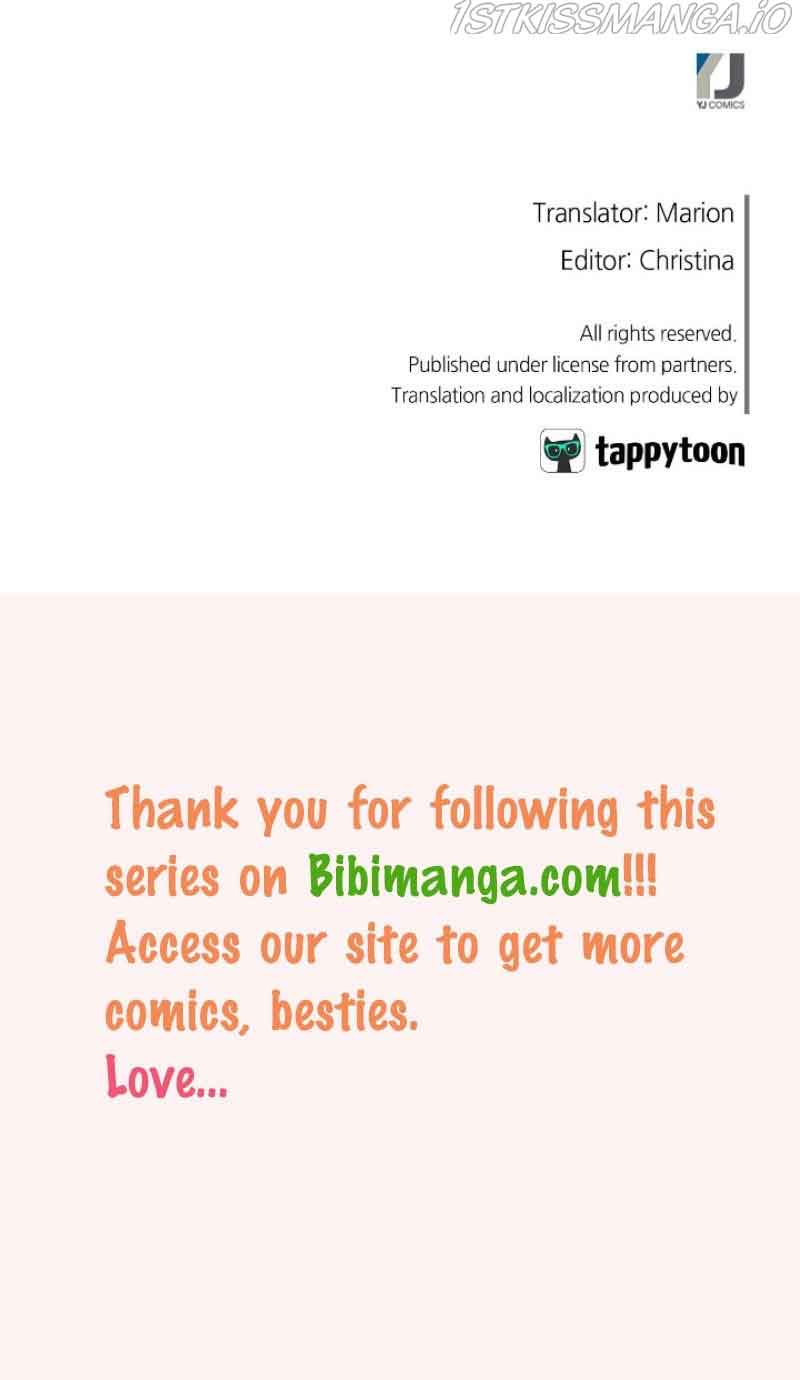 1STKISSMANGA.iO
YJ
YJ COMICS
Translator: Marion
Editor: Christina
All rights reserved.
Published under license from partners.
Translation and localization produced by
tappytoon
Thank you for following this
series on Bibimanga.com!!!
Access our site to get more
comics, besties.
Love...